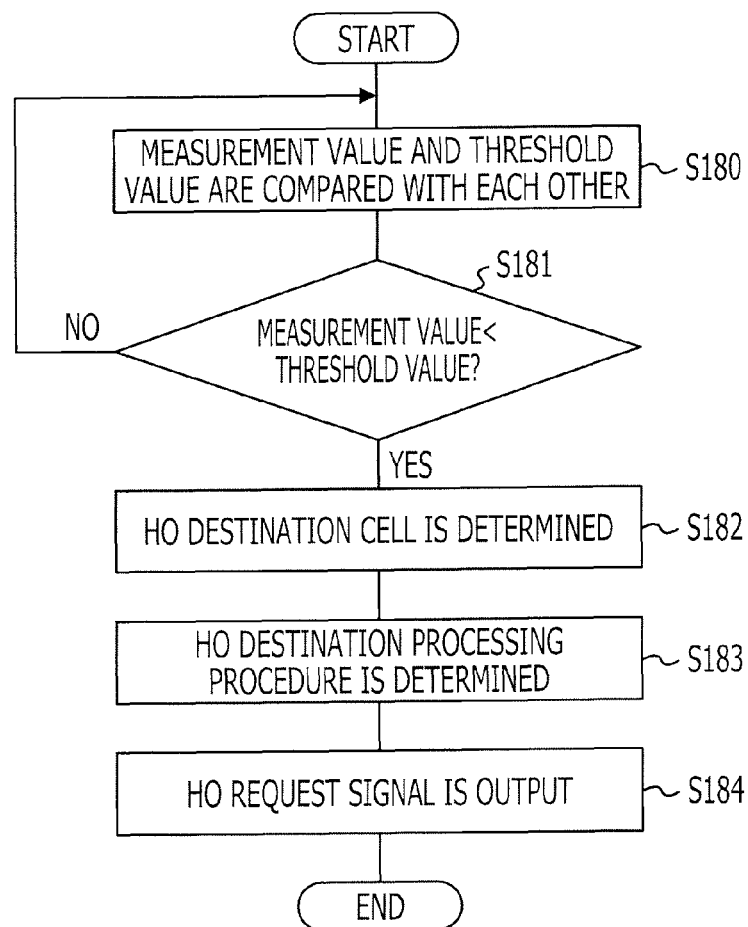 START
MEASUREMENT VALUE AND THRESHOLD
VALUE ARE COMPARED WITH EACH OTHER
S180
S181
MEASUREMENT VALUE<
THRESHOLD VALUE?
NO
YES
HO DESTINATION CELL IS DETERMINED
S182
HO DESTINATION PROCESSING
PROCEDURE IS DETERMINED
S183
HO REQUEST SIGNAL IS OUTPUT
S184
END